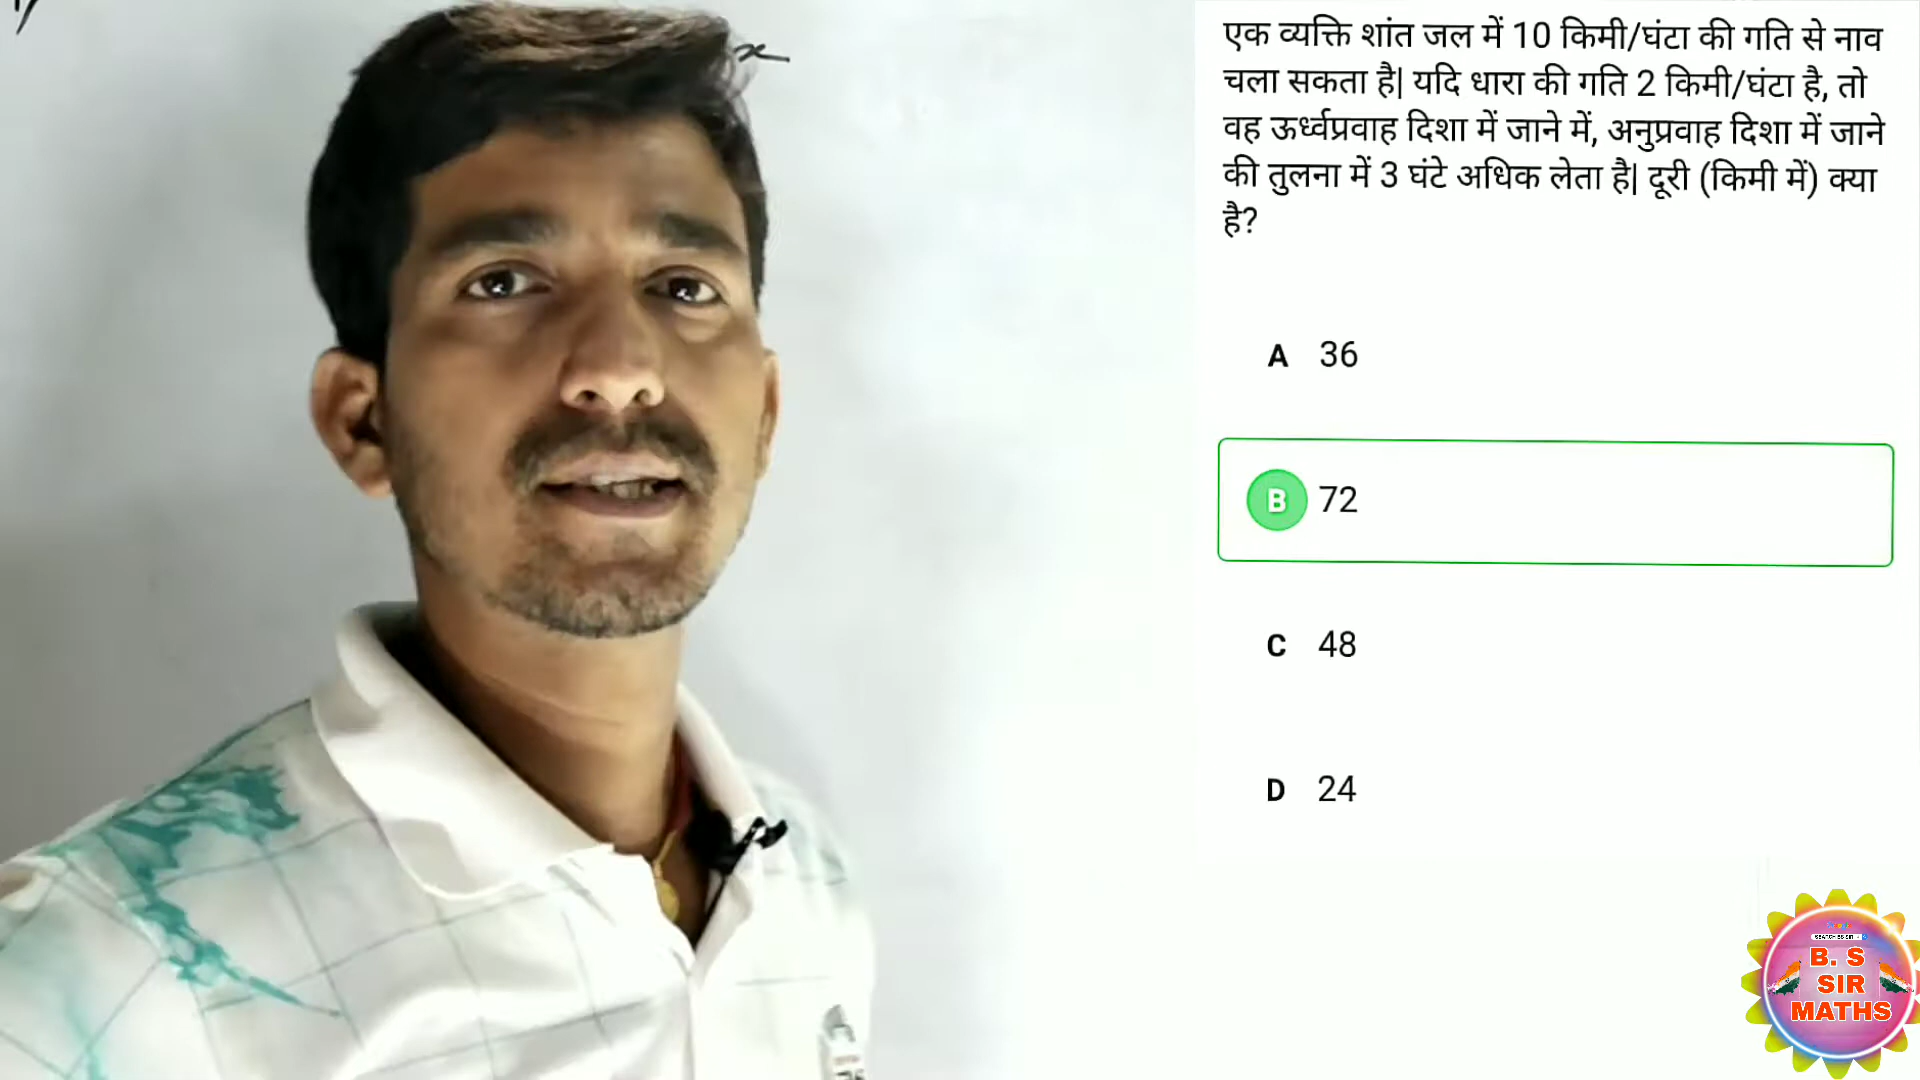 x
एक व्यक्ति शांत जल में 10 किमी/घंटा की गति से नाव
चला सकता है| यदि धारा की गति 2 किमी/घंटा है, तो
वह ऊर्ध्वप्रवाह दिशा में जाने में, अनुप्रवाह दिशा में जाने
की तुलना में 3 घंटे अधिक लेता है| दूरी (किमी में) क्या
है?
A 36
B 72
C 48
D 24
B. S
SIR
MATHS